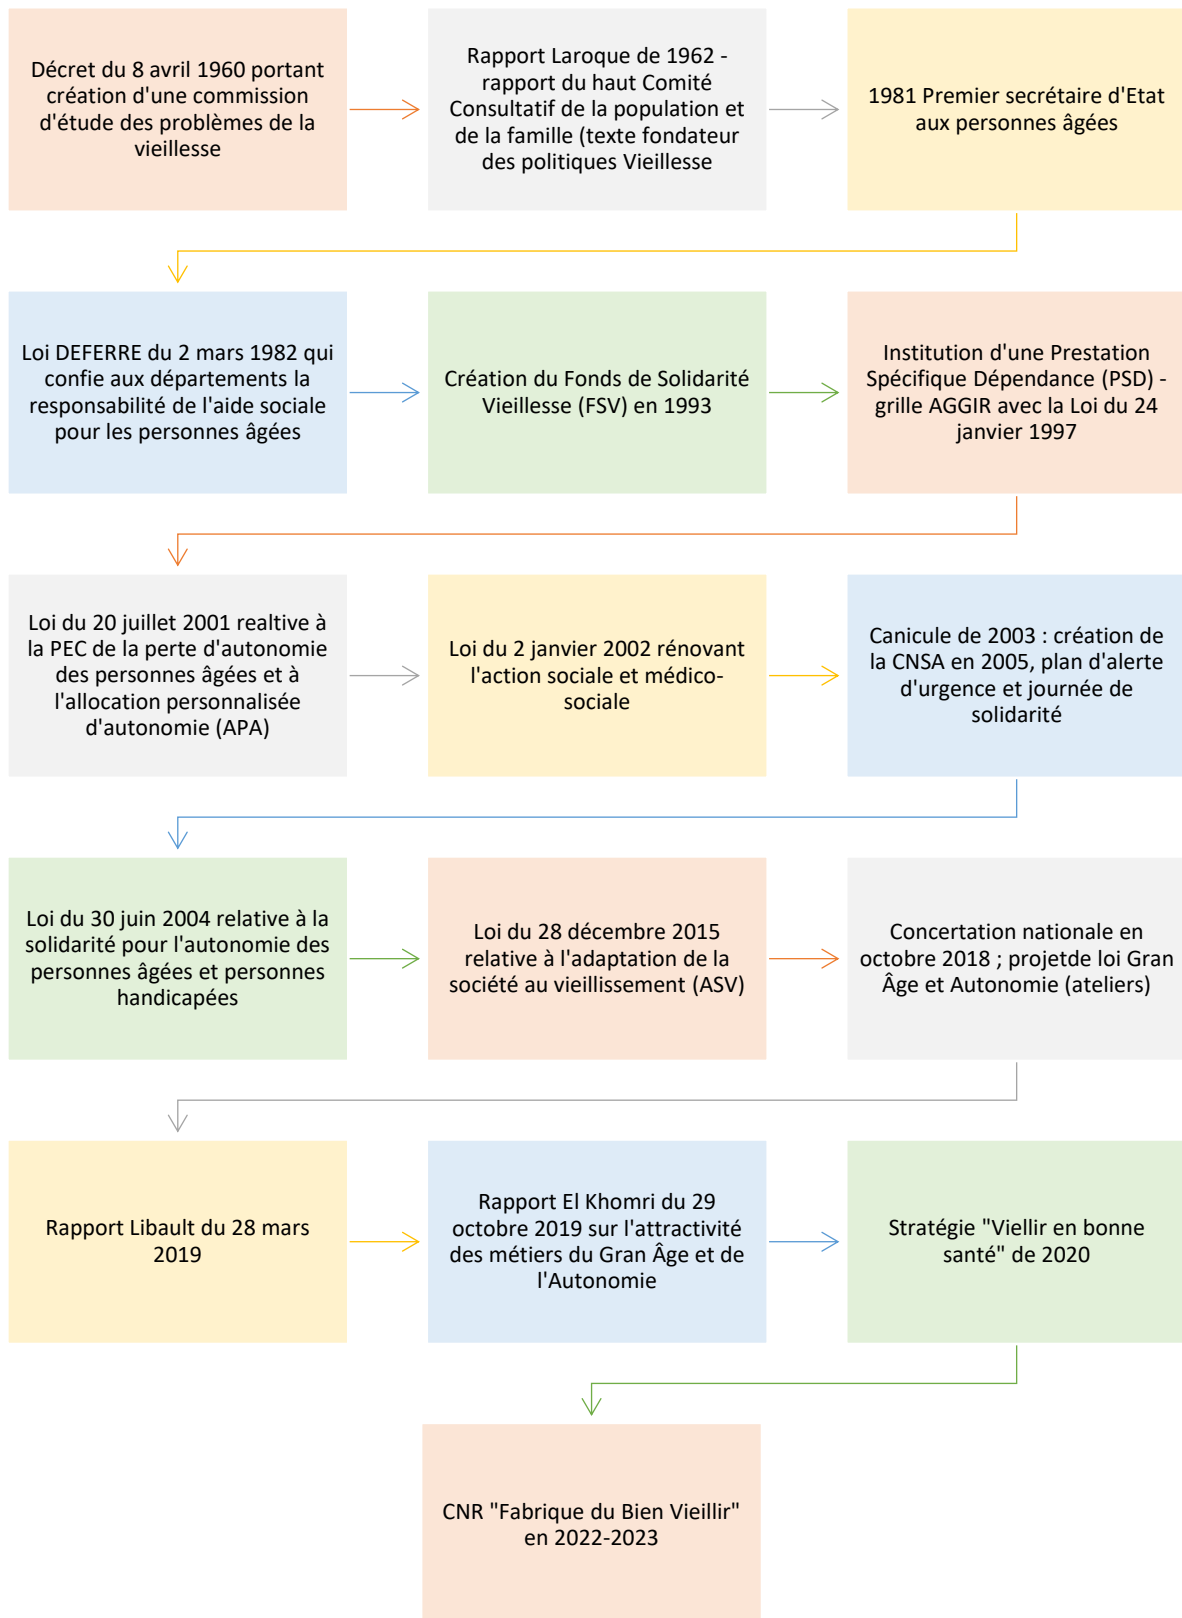 Décret du 8 avril 1960 portant
création d'une commission
d'étude des problèmes de la
vieillesse
Rapport Laroque de 1962 -
rapport du haut Comité
Consultatif de la population et
de la famille (texte fondateur
des politiques Vieillesse
1981 Premier secrétaire d'Etat
aux personnes âgées
Loi DEFERRE du 2 mars 1982 qui
confie aux départements la
responsabilité de l'aide sociale
pour les personnes âgées
Création du Fonds de Solidarité
Vieillesse (FSV) en 1993
Institution d'une Prestation
Spécifique Dépendance (PSD) -
grille AGGIR avec la Loi du 24
janvier 1997
Loi du 20 juillet 2001 realtive à
la PEC de la perte d'autonomie
des personnes âgées et à
l'allocation personnalisée
d'autonomie (APA)
Loi du 2 janvier 2002 rénovant
l'action sociale et médico-
sociale
Canicule de 2003 : création de
la CNSA en 2005, plan d'alerte
d'urgence et journée de
solidarité
Loi du 30 juin 2004 relative à la
solidarité pour l'autonomie des
personnes âgées et personnes
handicapées
Loi du 28 décembre 2015
relative à l'adaptation de la
société au vieillissement (ASV)
Concertation nationale en
octobre 2018 ; projetde loi Gran
Âge et Autonomie (ateliers)
Rapport Libault du 28 mars
2019
Rapport El Khomri du 29
octobre 2019 sur l'attractivité
des métiers du Gran Âge et de
l'Autonomie
Stratégie "Viellir en bonne
santé" de 2020
CNR "Fabrique du Bien Vieillir"
en 2022-2023